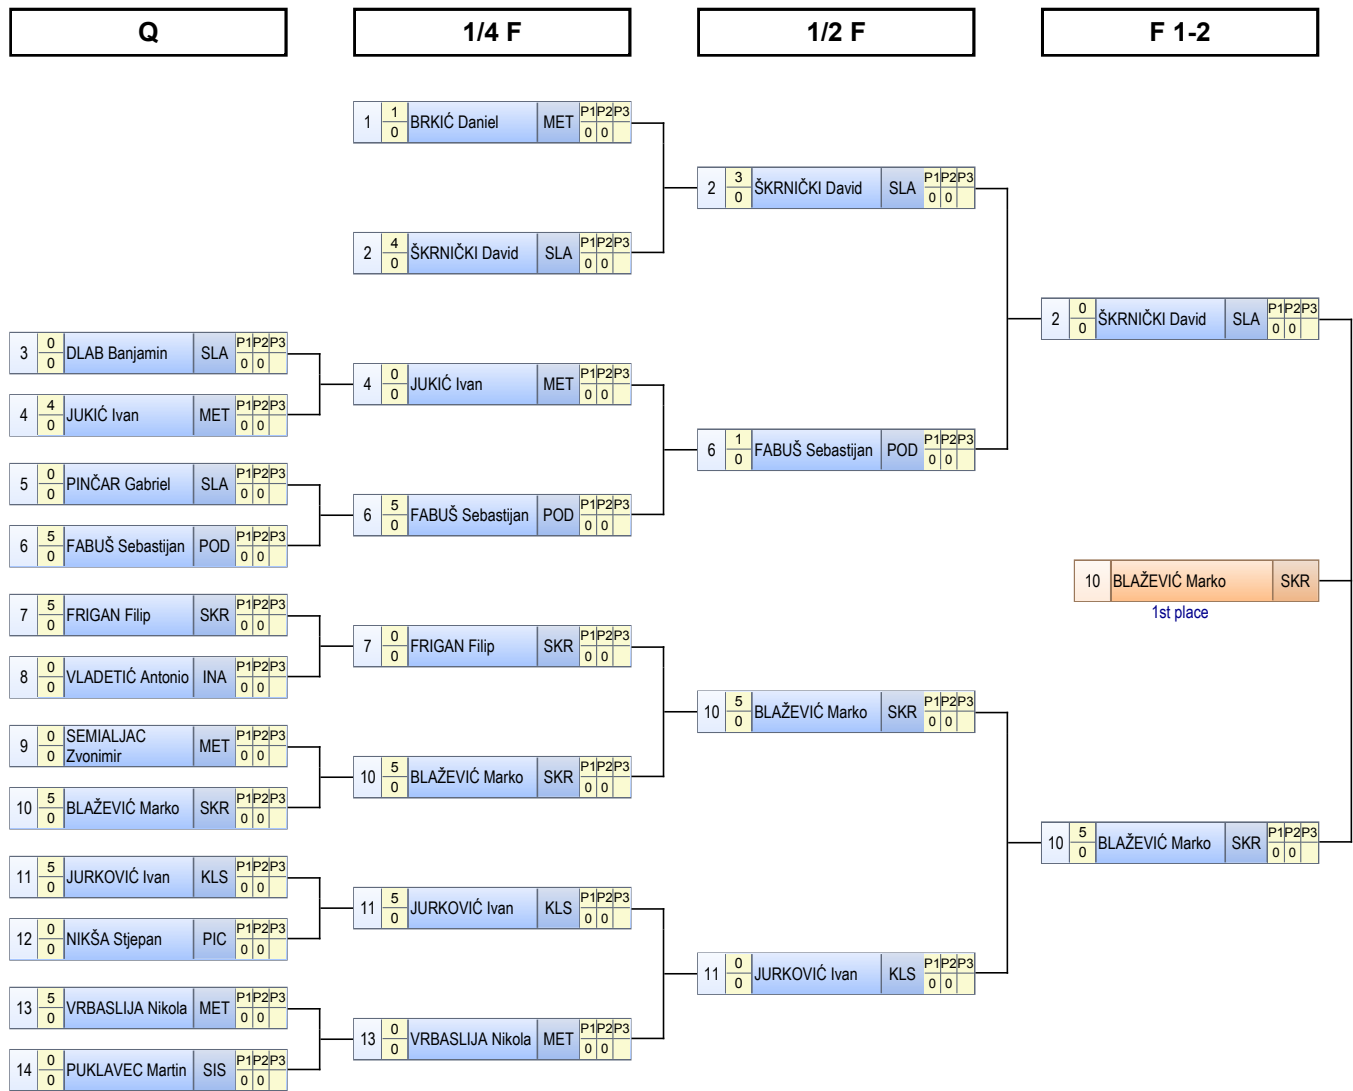 Q
1/4 F
1/2 F
F 1-2
1 1 0 BRKIĆ Daniel MET P1 P2 P3 0 0
2 4 0 ŠKRNIČKI David SLA P1 P2 P3 0 0
3 0 0 DLAB Banjamin SLA P1 P2 P3 0 0
4 4 0 JUKIĆ Ivan MET P1 P2 P3 0 0
5 0 0 PINČAR Gabriel SLA P1 P2 P3 0 0
6 5 0 FABUŠ Sebastijan POD P1 P2 P3 0 0
7 5 0 FRIGAN Filip SKR P1 P2 P3 0 0
8 0 0 VLADETIĆ Antonio INA P1 P2 P3 0 0
9 0 0 SEMIALJAC
Zvonimir MET P1 P2 P3 0 0
10 5 0 BLAŽEVIĆ Marko SKR P1 P2 P3 0 0
11 5 0 JURKOVIĆ Ivan KLS P1 P2 P3 0 0
12 0 0 NIKŠA Stjepan PIC P1 P2 P3 0 0
13 5 0 VRBASLIJA Nikola MET P1 P2 P3 0 0
14 0 0 PUKLAVEC Martin SIS P1 P2 P3 0 0
4 0 0 JUKIĆ Ivan MET P1 P2 P3 0 0
6 5 0 FABUŠ Sebastijan POD P1 P2 P3 0 0
7 0 0 FRIGAN Filip SKR P1 P2 P3 0 0
10 5 0 BLAŽEVIĆ Marko SKR P1 P2 P3 0 0
11 5 0 JURKOVIĆ Ivan KLS P1 P2 P3 0 0
13 0 0 VRBASLIJA Nikola MET P1 P2 P3 0 0
2 3 0 ŠKRNIČKI David SLA P1 P2 P3 0 0
6 1 0 FABUŠ Sebastijan POD P1 P2 P3 0 0
10 5 0 BLAŽEVIĆ Marko SKR P1 P2 P3 0 0
11 0 0 JURKOVIĆ Ivan KLS P1 P2 P3 0 0
2 0 0 ŠKRNIČKI David SLA P1 P2 P3 0 0
10 BLAŽEVIĆ Marko SKR
1st place
10 5 0 BLAŽEVIĆ Marko SKR P1 P2 P3 0 0